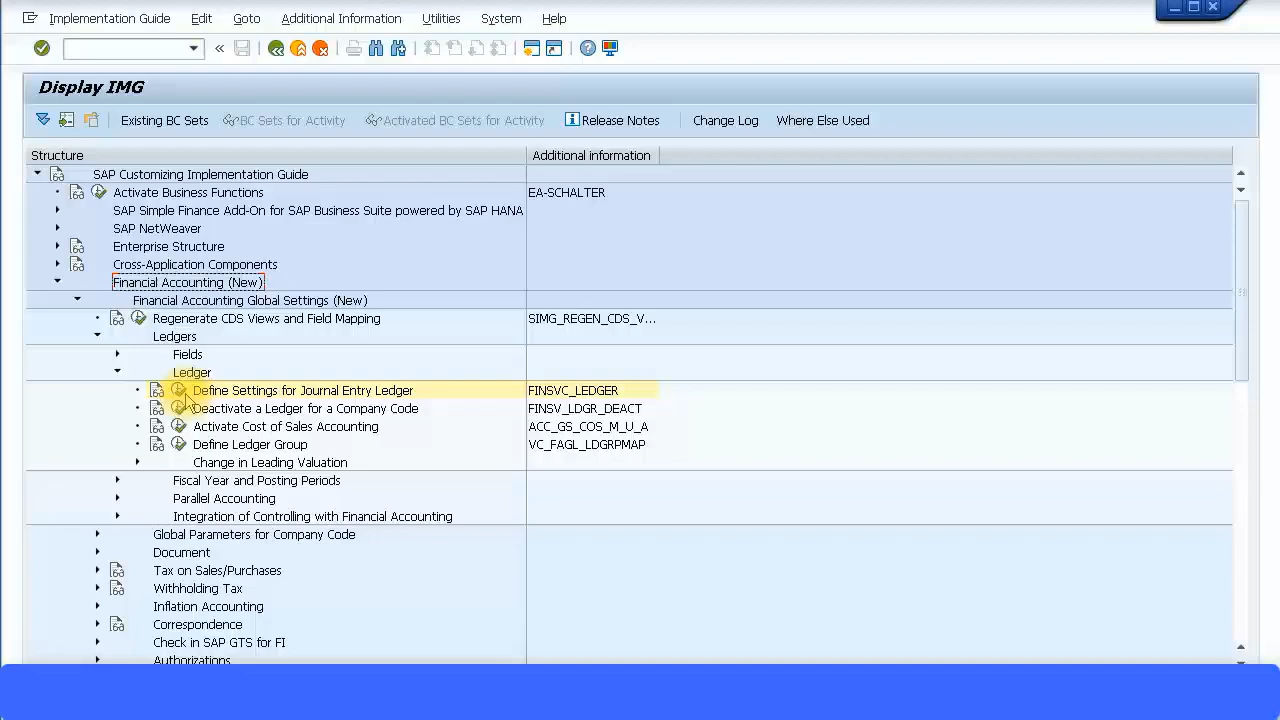 Implementation Guide Edit Goto Additional Information Utilities System Help
Display IMG
Existing BC Sets BC Sets for Activity Activated BC Sets for Activity Release Notes Change Log Where Else Used
Structure Additional information
SAP Customizing Implementation Guide
Activate Business Functions EA-SCHALTER
SAP Simple Finance Add-On for SAP Business Suite powered by SAP HANA
SAP NetWeaver
Enterprise Structure
Cross-Application Components
Financial Accounting (New)
Financial Accounting Global Settings (New)
Regenerate CDS Views and Field Mapping SIMG_REGEN_CDS_V...
Ledgers
Fields
Ledger
Define Settings for Journal Entry Ledger FINSVC_LEDGER
Deactivate a Ledger for a Company Code FINSV_LDGR_DEACT
Activate Cost of Sales Accounting ACC_GS_COS_M_U_A
Define Ledger Group VC_FAGL_LDGRPMAP
Change in Leading Valuation
Fiscal Year and Posting Periods
Parallel Accounting
Integration of Controlling with Financial Accounting
Global Parameters for Company Code
Document
Tax on Sales/Purchases
Withholding Tax
Inflation Accounting
Correspondence
Check in SAP GTS for FI
Authorizations